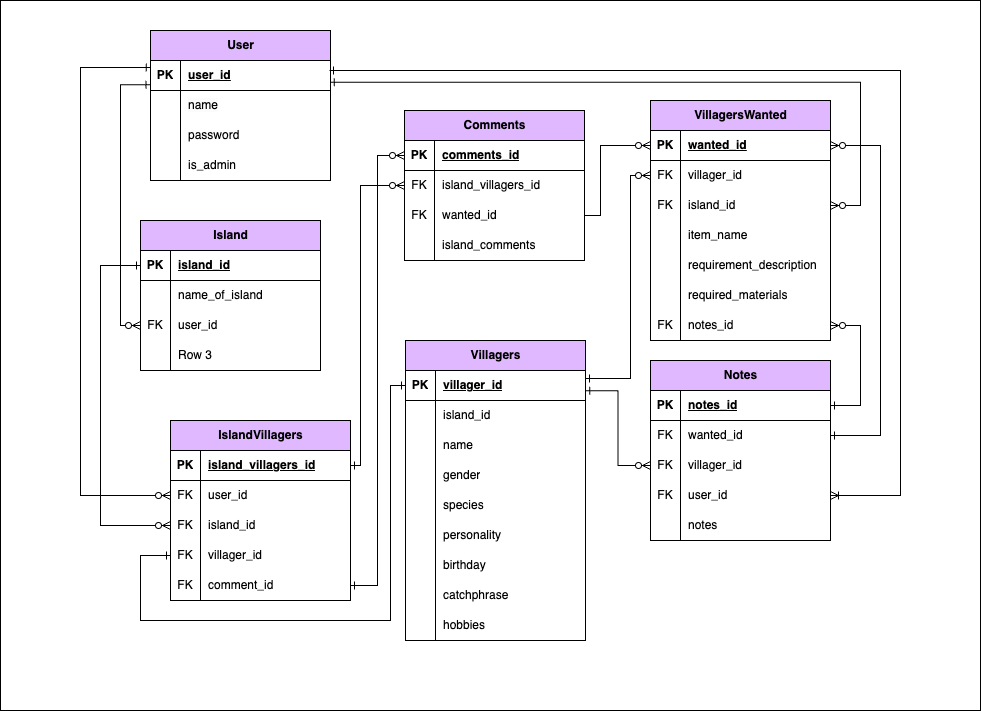 User
PK user_id
name
password
is_admin
Island
PK island_id
name_of_island
FK user_id
Row 3
IslandVillagers
PK island_villagers_id
FK user_id
FK island_id
FK villager_id
FK comment_id
Comments
PK comments_id
FK island_villagers_id
FK wanted_id
island_comments
Villagers
PK villager_id
island_id
name
gender
species
personality
birthday
catchphrase
hobbies
VillagersWanted
PK wanted_id
FK villager_id
FK island_id
item_name
requirement_description
required_materials
FK notes_id
Notes
PK notes_id
FK wanted_id
FK villager_id
FK user_id
notes